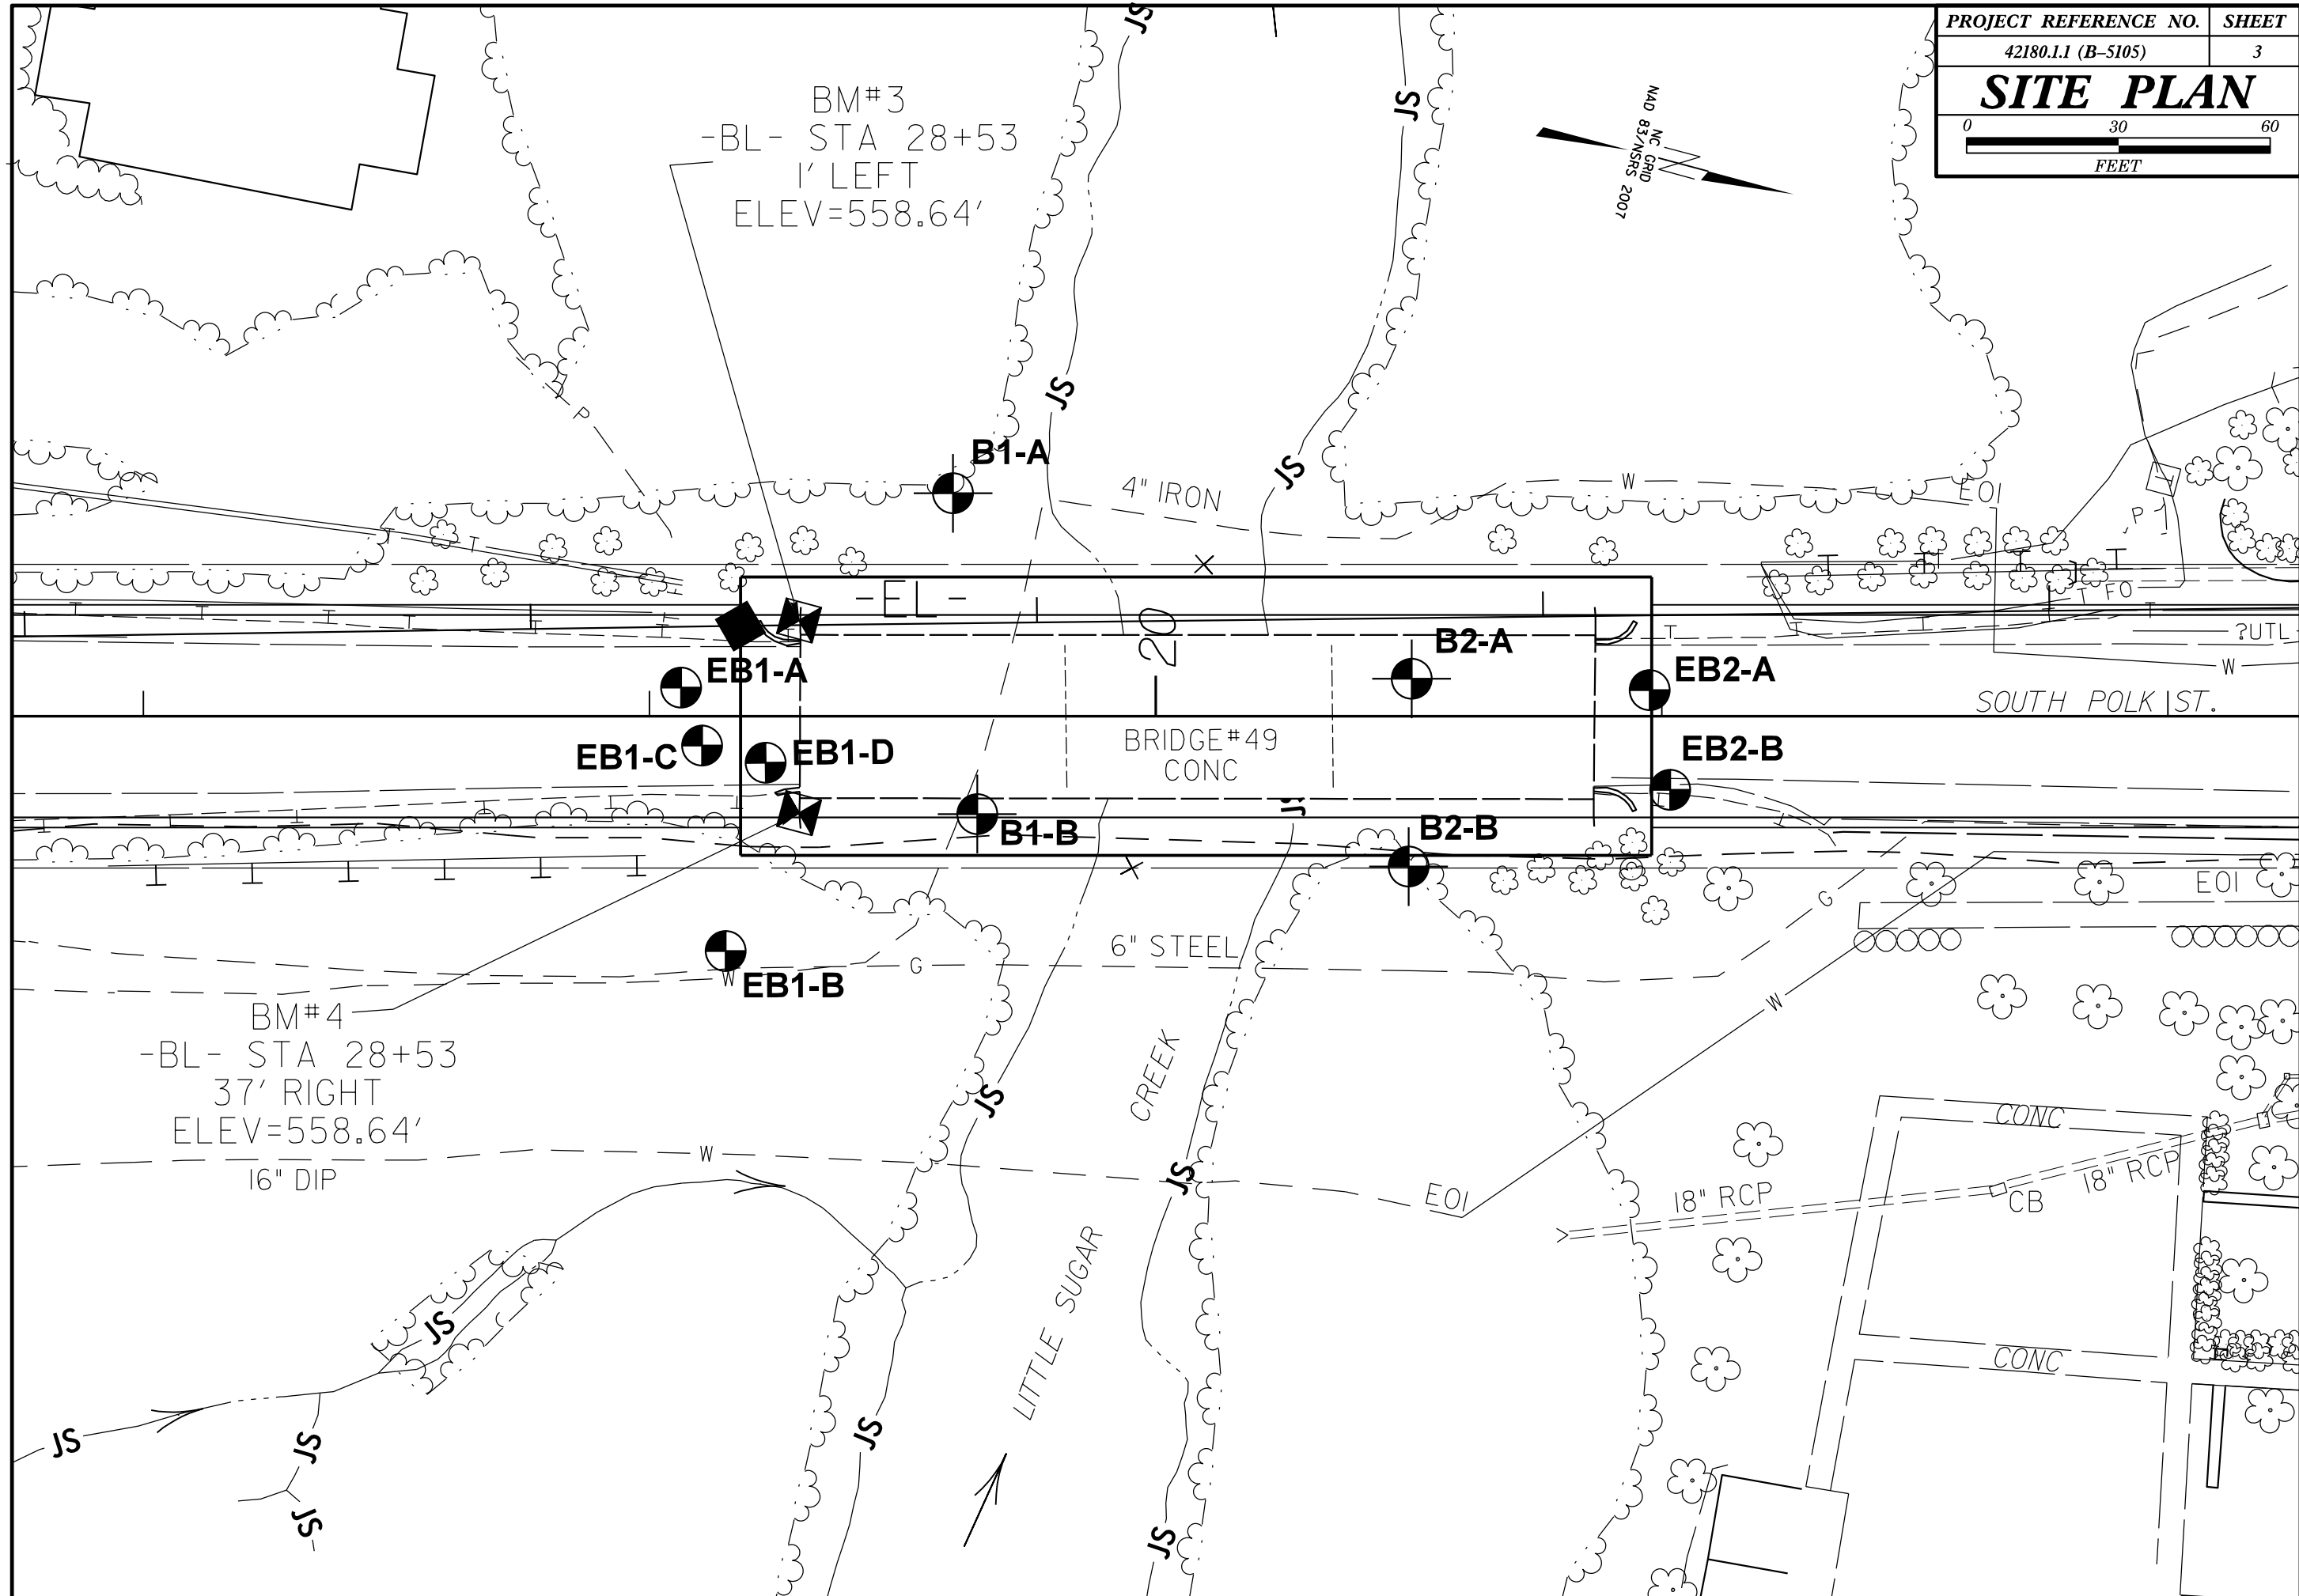 PROJECT REFERENCE NO. SHEET
42180.1.1 (B-5105) 3
SITE PLAN
0 30 60
FEET
JS
JS
BM#3
-BL- STA 28+53
1' LEFT
ELEV=558.64'
NC GRID
NAD 83/NSRS 2007
JS
P
JS
B1-A
4" IRON
W
EOI
P
T
T
-EL-
20
T FO
?UTL
W
EB1-A
B2-A
EB2-A
SOUTH POLK ST.
EB1-C
EB1-D
BRIDGE#49
CONC
EB2-B
JS
B1-B
B2-B
EOI
G
6" STEEL
G
W
EB1-B
W
BM#4
-BL- STA 28+53
37' RIGHT
ELEV=558.64'
16" DIP
W
JS
CREEK
JS
EOI
CONC
18" RCP
18" RCP
CB
LITTLE SUGAR
JS
CONC
JS
JS
JS
JS
JS